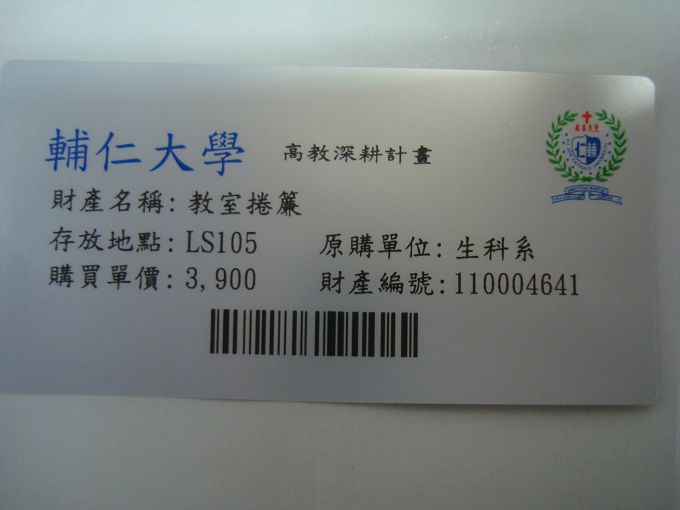 輔仁大學 高教深耕計畫
財產名稱: 教室捲簾
存放地點: LS105 原購單位: 生科系
購買單價: 3,900 財產編號: 110004641